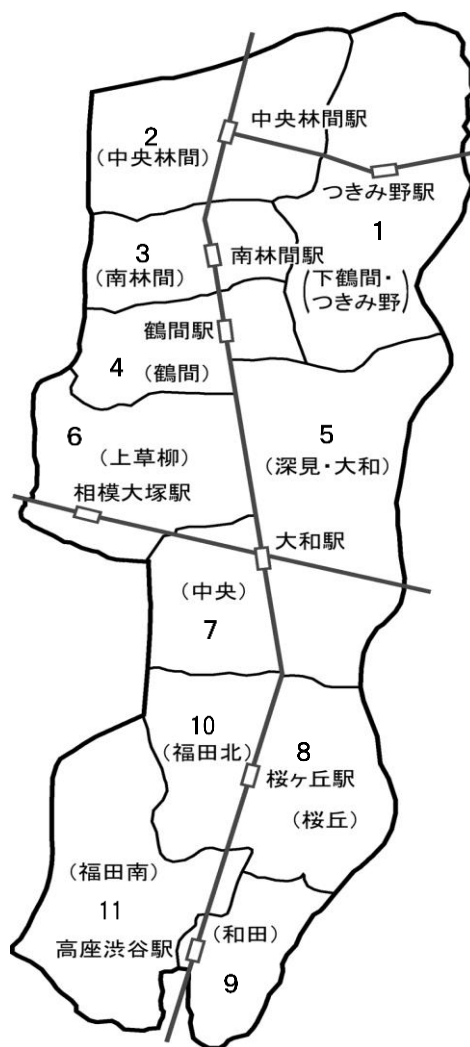 中央林間駅
2
(中央林間)
つきみ野駅
1
3
南林間駅
(南林間)
(下鶴間・
つきみ野)
鶴間駅
4 (鶴間)
5
6
(上草柳)
(深見・大和)
相模大塚駅
大和駅
(中央)
7
10
8
(福田北)
桜ヶ丘駅
(桜丘)
(福田南)
11
(和田)
高座渋谷駅
9